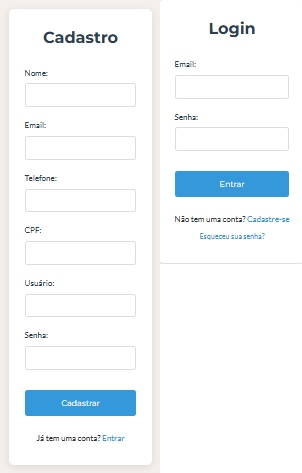 Cadastro
Nome:
Email:
Telefone:
CPF:
Usuário:
Senha:
Cadastrar
Já tem uma conta? Entrar
Login
Email:
Senha:
Entrar
Não tem uma conta? Cadastre-se
Esqueceu sua senha?